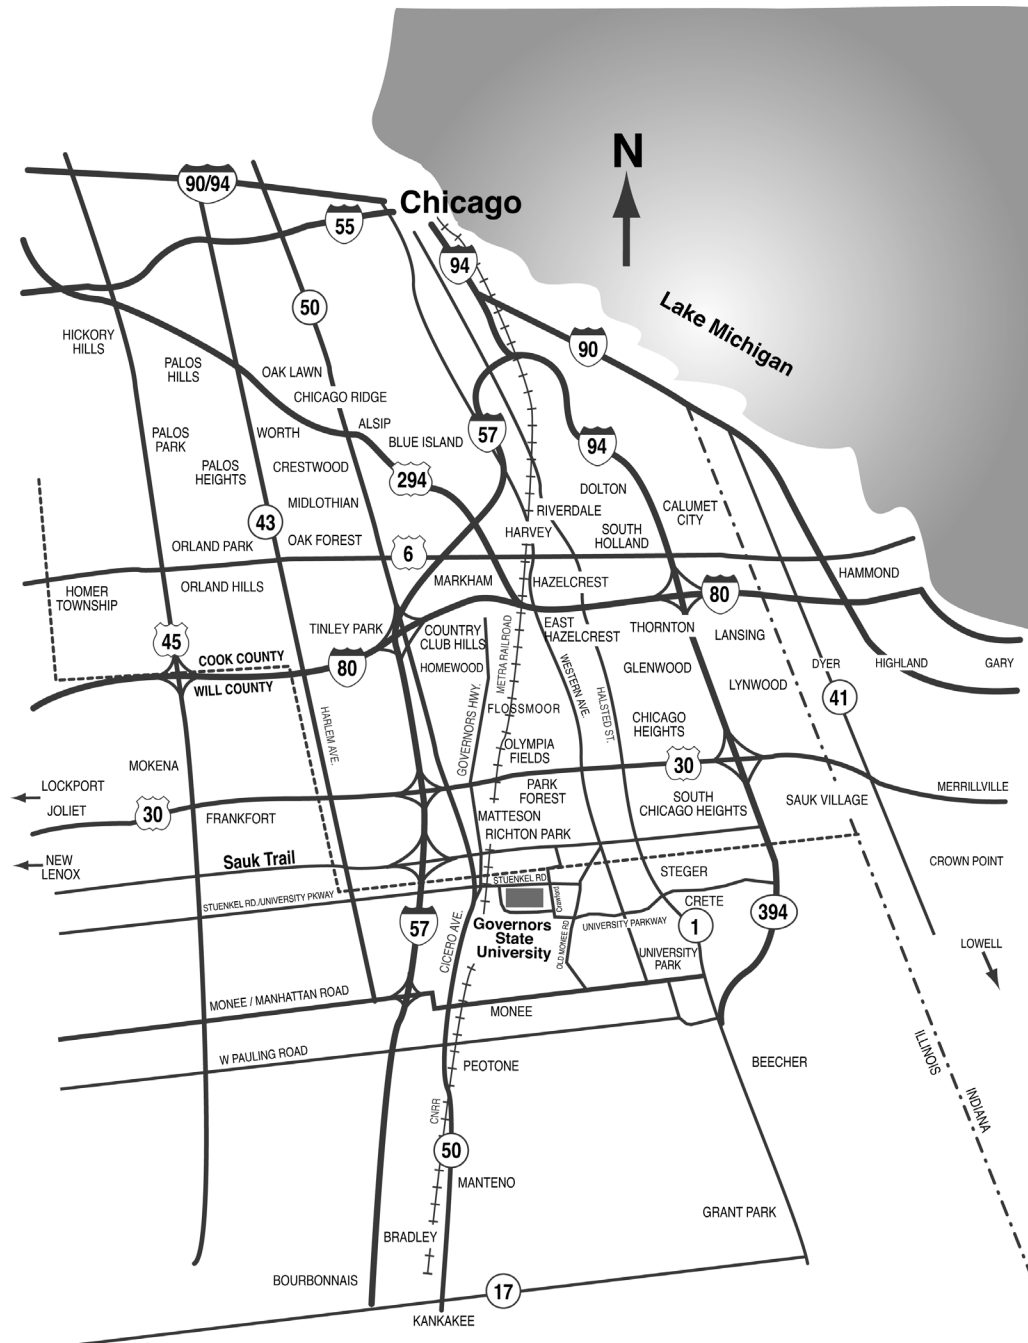 N
90/94
Chicago
55
94
50
Lake Michigan
HICKORY
HILLS
90
PALOS
HILLS
OAK LAWN
CHICAGO RIDGE
ALSIP
57
PALOS
PARK
WORTH
BLUE ISLAND
94
PALOS
HEIGHTS
CRESTWOOD
294
DOLTON
MIDLOTHIAN
CALUMET
CITY
RIVERDALE
43
HARVEY
SOUTH
HOLLAND
ORLAND PARK
OAK FOREST
6
HAMMOND
HOMER
TOWNSHIP
ORLAND HILLS
MARKHAM
HAZELCREST
80
45
TINLEY PARK
COUNTRY
CLUB HILLS
EAST
HAZELCREST
THORNTON
LANSING
COOK COUNTY
80
HOMEWOOD
METRA RAILROAD
GLENWOOD
DYER
HIGHLAND
GARY
WILL COUNTY
WESTERN AVE.
LYNWOOD
41
HARLEM AVE.
GOVERNORS HWY.
FLOSSMOOR
HALSTED ST.
CHICAGO
HEIGHTS
OLYMPIA
FIELDS
MOKENA
30
LOCKPORT
JOLIET
30
FRANKFORT
PARK
FOREST
SOUTH
CHICAGO HEIGHTS
SAUK VILLAGE
MERRILLVILLE
MATTESON
RICHTON PARK
NEW
LENOX
Sauk Trail
CROWN POINT
STUENKEL RD.
STEGER
STUENKEL RD./UNIVERSITY PKWAY
Crawford
CRETE
394
57
CICERO AVE.
Governors
State
University
OLD MONEE RD
UNIVERSITY PARKWAY
1
UNIVERSITY
PARK
LOWELL
MONEE / MANHATTAN ROAD
MONEE
W PAULING ROAD
PEOTONE
BEECHER
ILLINOIS
INDIANA
CNRR
50
MANTENO
GRANT PARK
BRADLEY
BOURBONNAIS
17
KANKAKEE